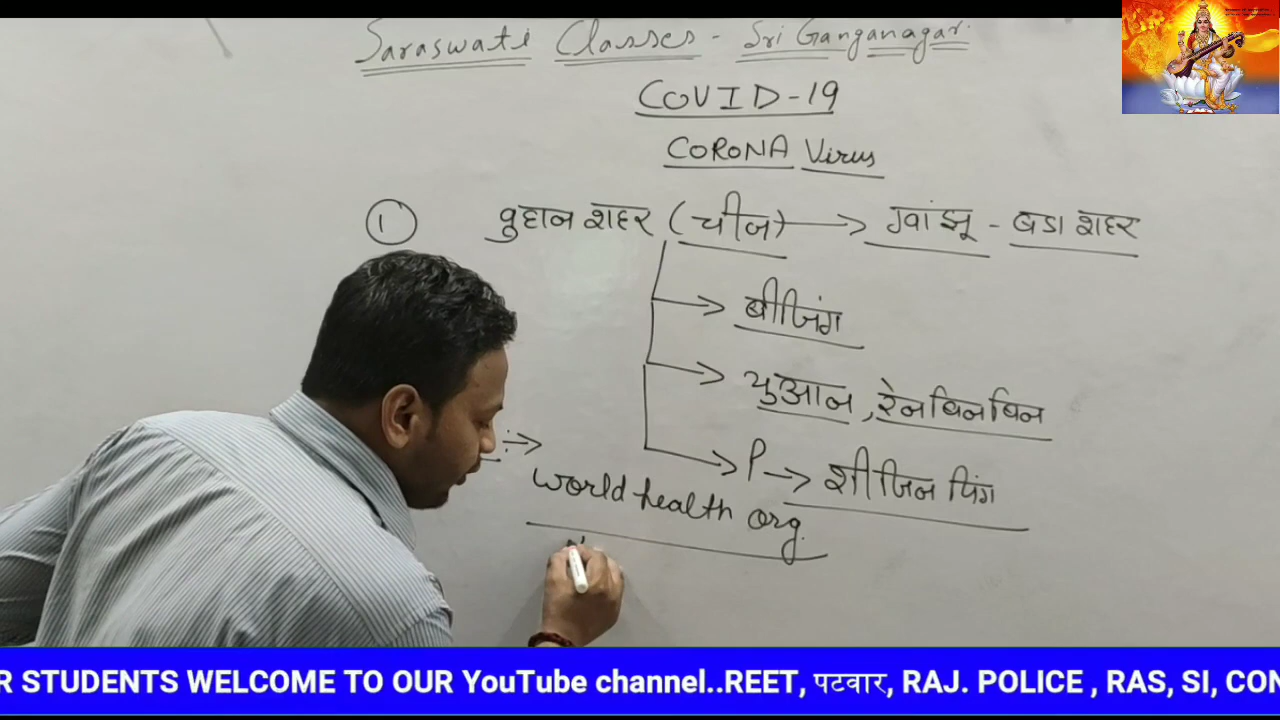 Saraswati Classes - Sri Ganganagar.
COVID-19
CORONA Virus
① वुहान शहर (चीन) → ग्वांझू - बडा शहर
→ बीजिंग
→ युआन, रेनबिनबिन
→ P → शीजिन पिंग
→
world health org.
R STUDENTS WELCOME TO OUR YouTube channel..REET, पटवार, RAJ. POLICE , RAS, SI, CON